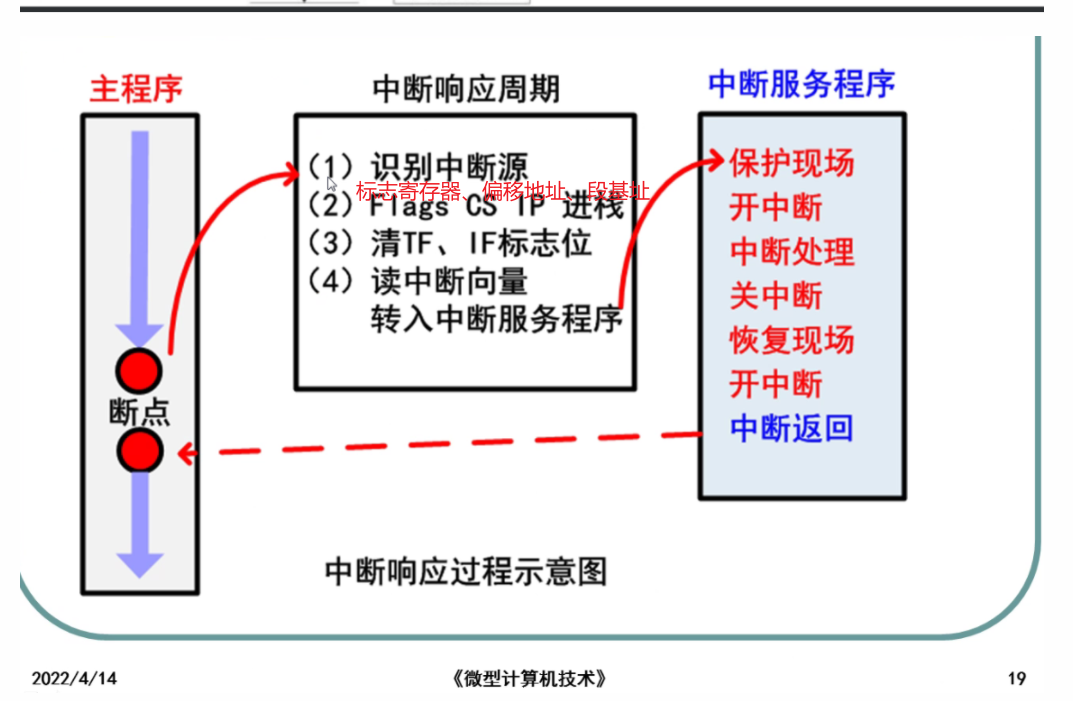 主程序
中断响应周期
中断服务程序
(1) 识别中断源
标志寄存器、偏移地址、段基址
(2) Flags CS IP 进栈
(3) 清TF、IF标志位
(4) 读中断向量
转入中断服务程序
保护现场
开中断
中断处理
关中断
恢复现场
开中断
中断返回
断点
中断响应过程示意图
2022/4/14
《微型计算机技术》
19